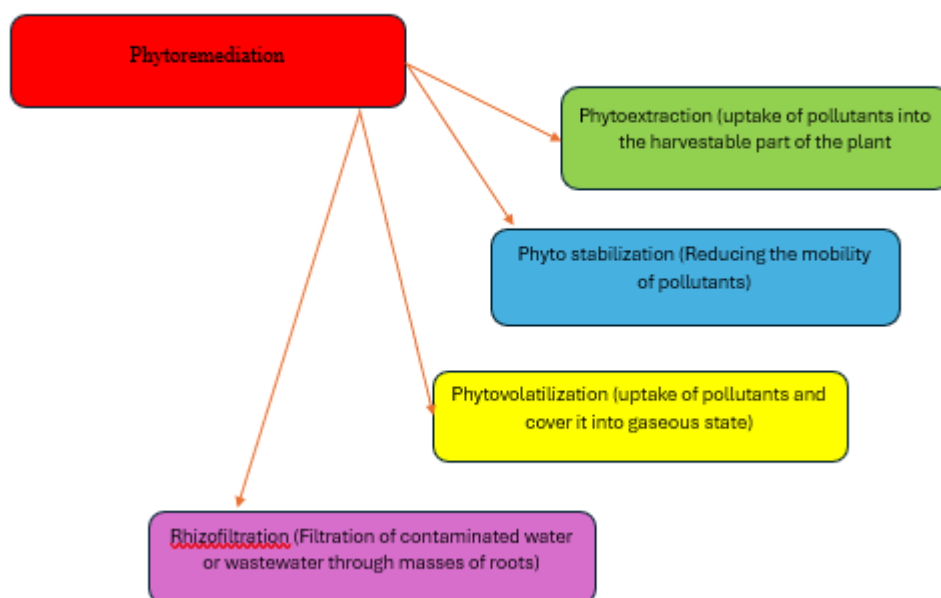 Phytoremediation
Phytoextraction (uptake of pollutants into
the harvestable part of the plant
Phyto stabilization (Reducing the mobility
of pollutants)
Phytovolatilization (uptake of pollutants and
cover it into gaseous state)
Rhizofiltration (Filtration of contaminated water
or wastewater through masses of roots)